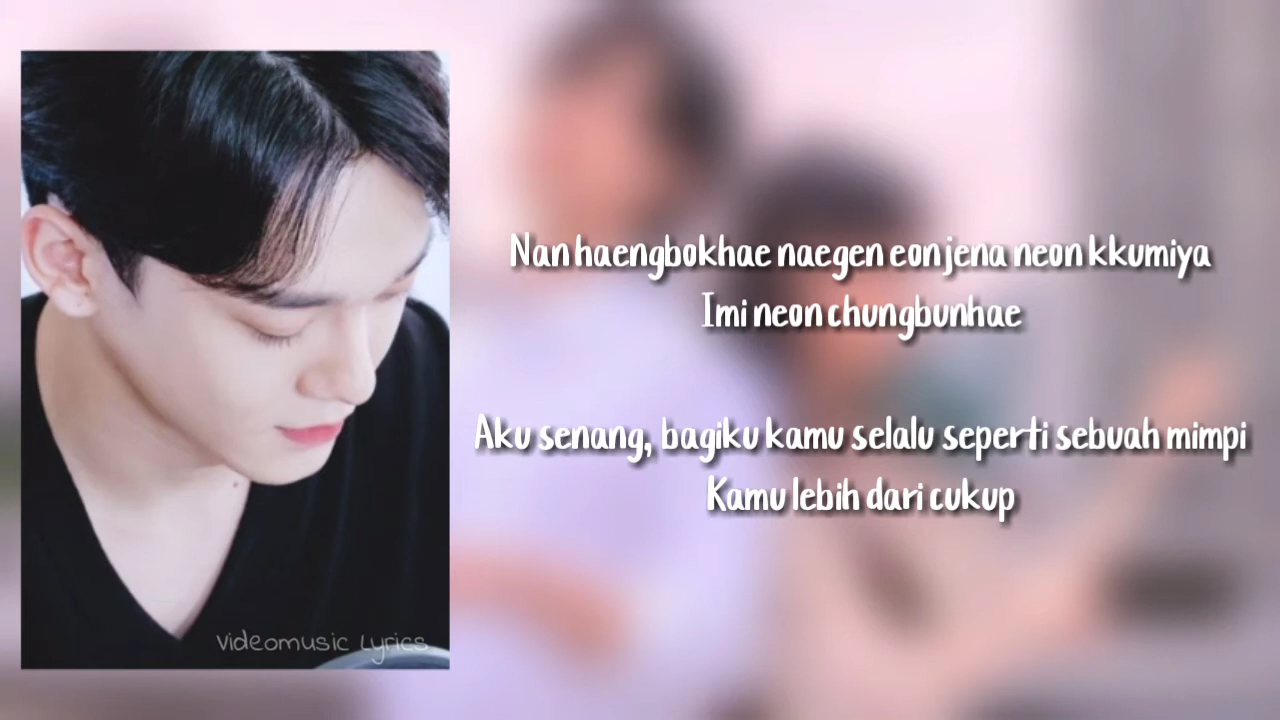 Nan haengbokhae naegen eonjena neon kkumiya
Imi neon chungbunhae
Aku senang, bagiku kamu selalu seperti sebuah mimpi
Kamu lebih dari cukup
Videomusic Lyrics